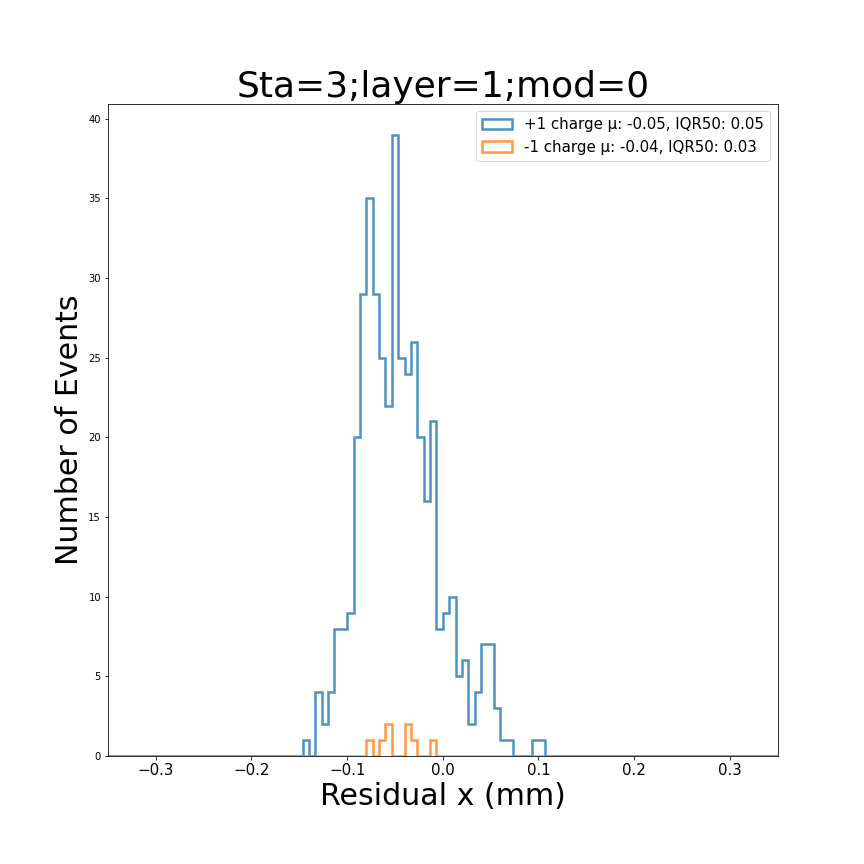 Sta=3;layer=1;mod=0
+1 charge μ: -0.05, IQR50: 0.05
-1 charge μ: -0.04, IQR50: 0.03
Number of Events
40
35
30
25
20
15
10
5
0
−0.3 −0.2 −0.1 0.0 0.1 0.2 0.3
Residual x (mm)